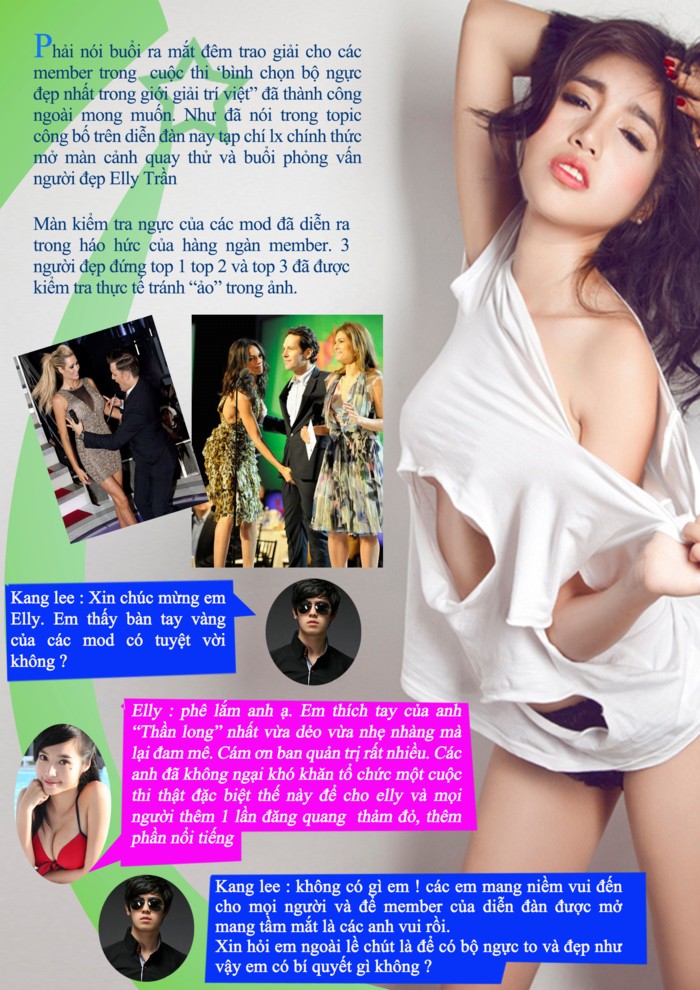 Phải nói buổi ra mắt đêm trao giải cho các
member trong cuộc thi ‘bình chọn bộ ngực
đẹp nhất trong giới giải trí việt” đã thành công
ngoài mong muốn. Như đã nói trong topic
công bố trên diễn đàn nay tạp chí lx chính thức
mở màn cảnh quay thử và buổi phỏng vấn
người đẹp Elly Trần
Màn kiểm tra ngực của các mod đã diễn ra
trong háo hức của hàng ngàn member. 3
người đẹp đứng top 1 top 2 và top 3 đã được
kiểm tra thực tế tránh “ảo” trong ảnh.
Kang lee : Xin chúc mừng em
Elly. Em thấy bàn tay vàng
của các mod có tuyệt vời
không ?
Elly : phê lắm anh ạ. Em thích tay của anh
“Thần long” nhất vừa dẻo vừa nhẹ nhàng mà
lại đam mê. Cám ơn ban quản trị rất nhiều. Các
anh đã không ngại khó khăn tổ chức một cuộc
thi thật đặc biệt thế này để cho elly và mọi
người thêm 1 lần đăng quang thảm đỏ, thêm
phần nổi tiếng
Kang lee : không có gì em ! các em mang niềm vui đến
cho mọi người và để member của diễn đàn được mở
mang tầm mắt là các anh vui rồi.
Xin hỏi em ngoài lề chút là để có bộ ngực to và đẹp như
vậy em có bí quyết gì không ?